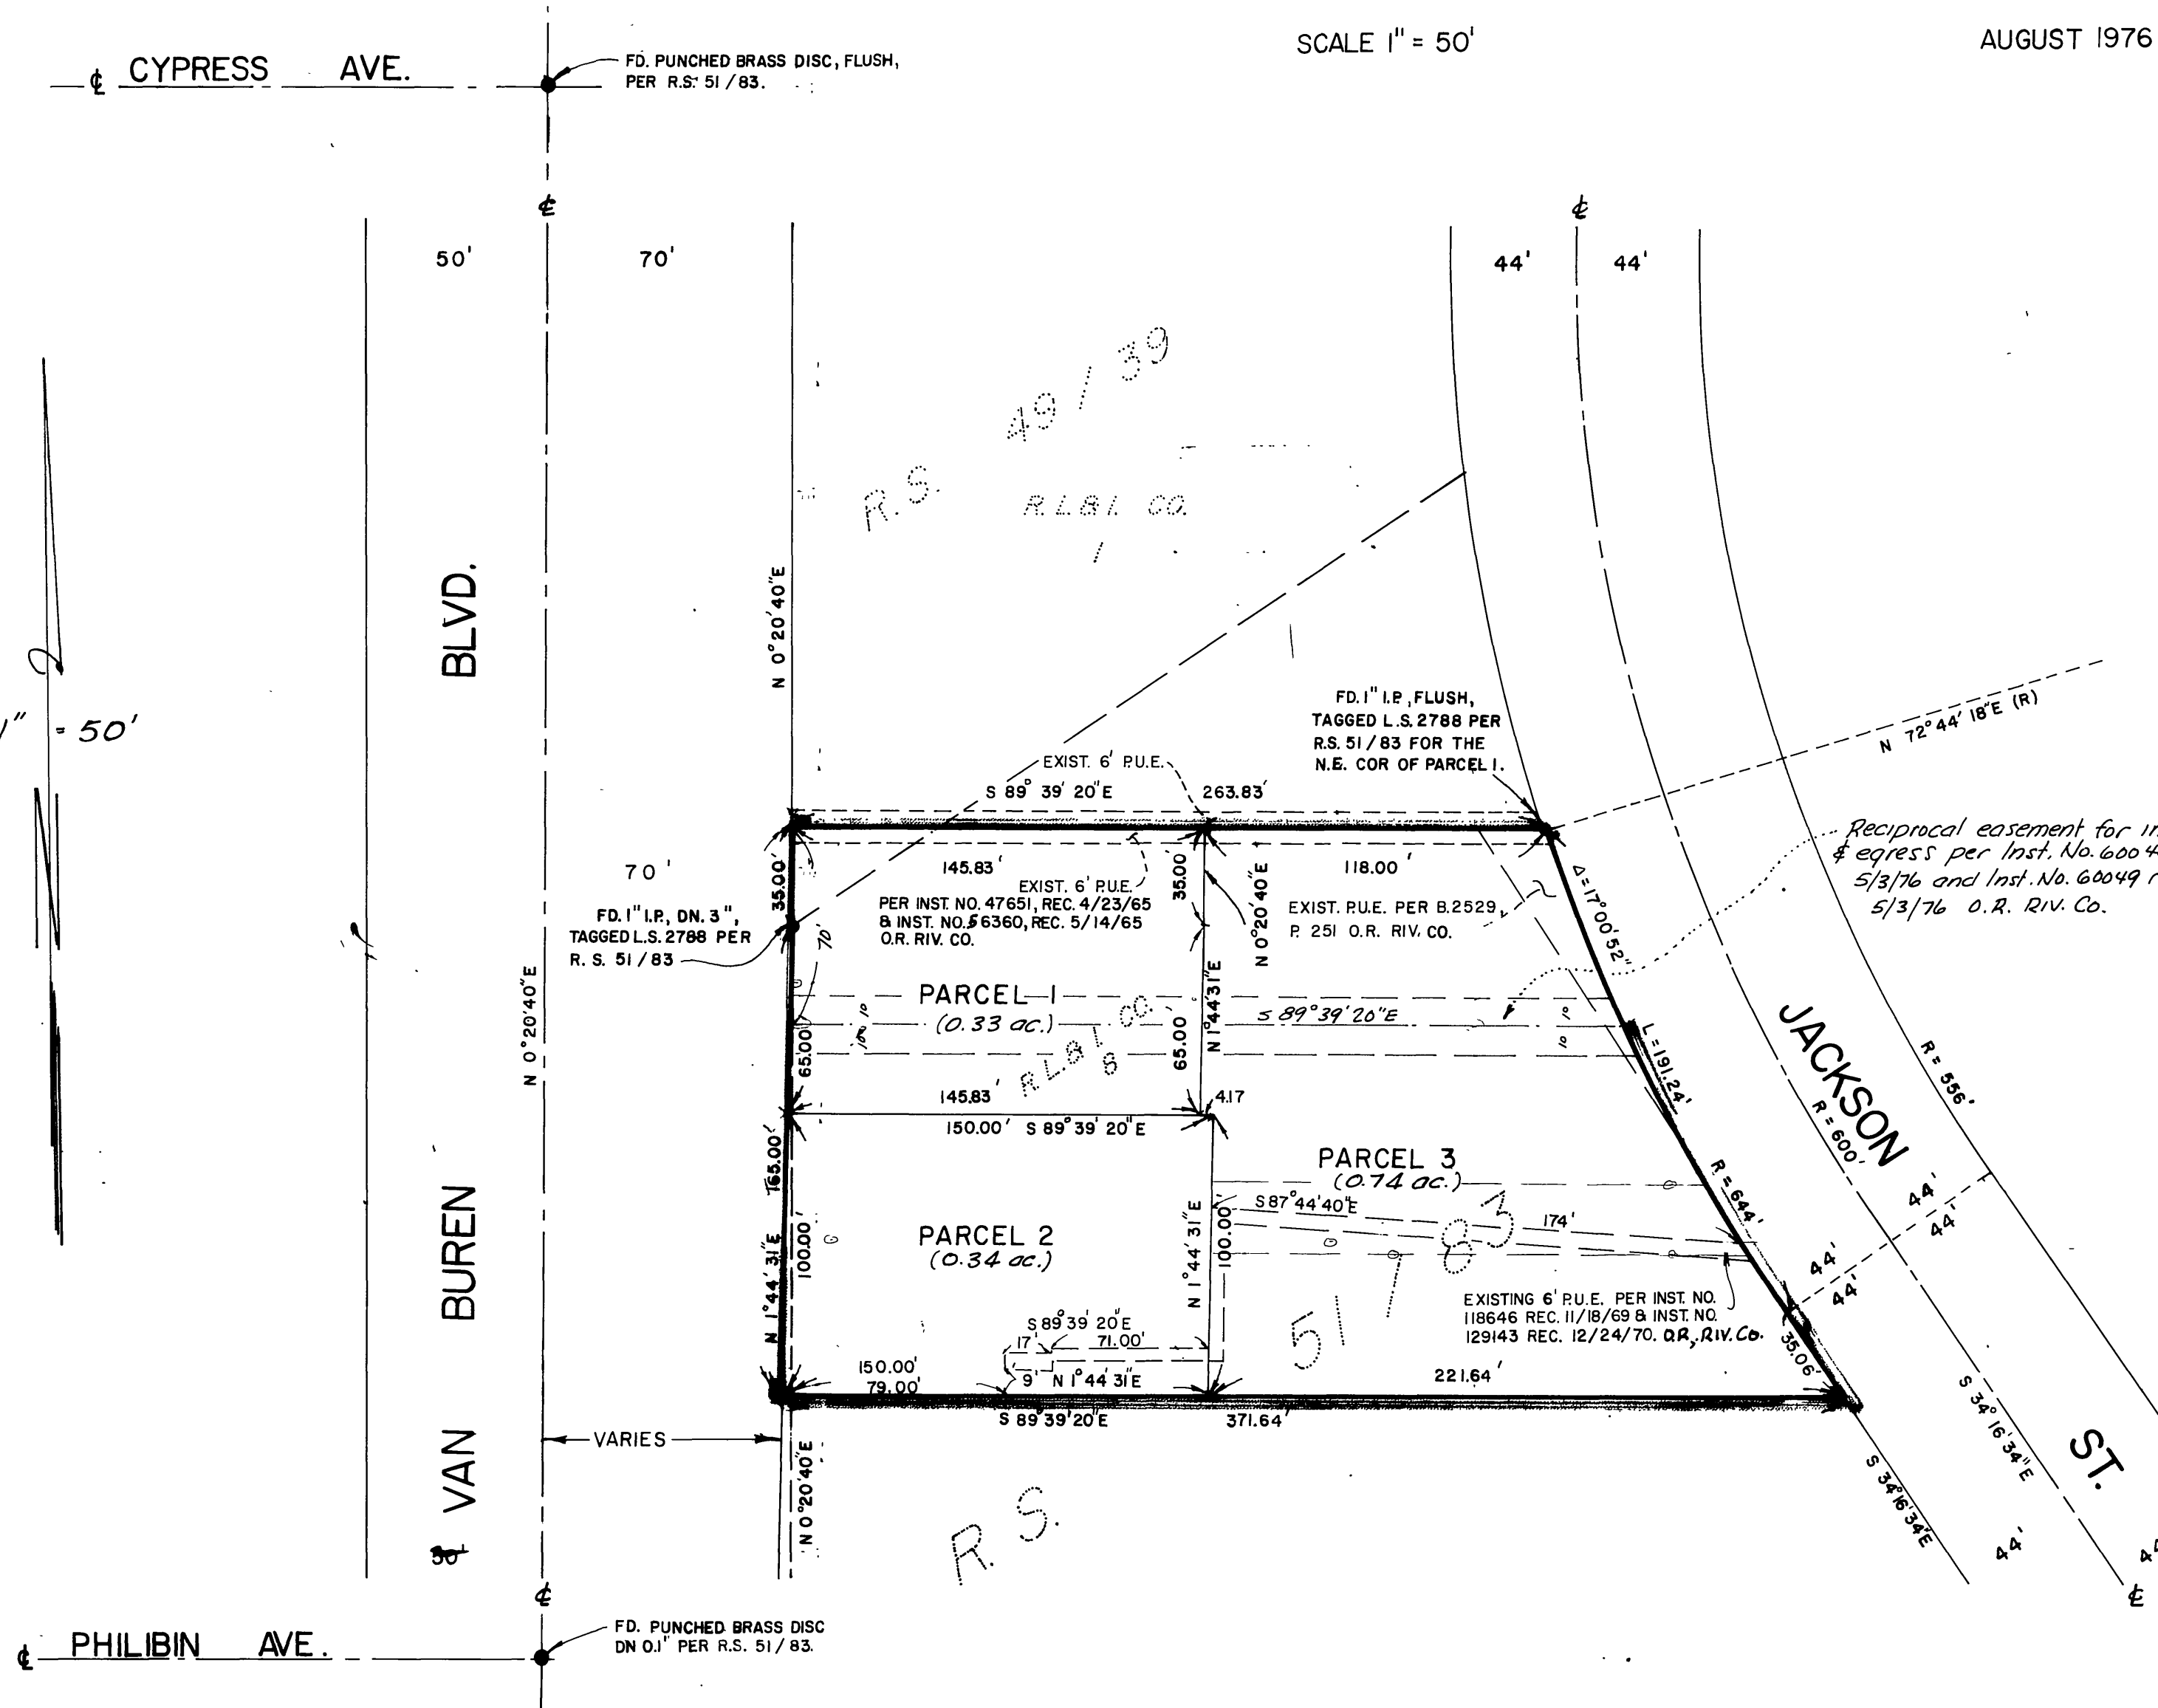 SCALE 1" = 50'
AUGUST 1976
℄ CYPRESS AVE.
FD. PUNCHED BRASS DISC, FLUSH,
PER R.S. 51/83.
℄
℄
50'
70'
44'
44'
R.S. 49/39
R.L.&I. CO.
1
BLVD.
N 0°20'40"E
1" = 50'
N 72°44'18"E (R)
FD. 1" I.P., FLUSH,
TAGGED L.S. 2788 PER
R.S. 51/83 FOR THE
N.E. COR OF PARCEL 1.
EXIST. 6' P.U.E.
S 89° 39' 20"E
263.83'
Reciprocal easement for
& egress per Inst. No.
5/3/76 and Inst. No. 60049
5/3/76 O.R. RIV. CO.
70'
35.00'
145.83'
35.00
N 0°20'40"E
118.00'
EXIST. 6' P.U.E.
PER INST. NO. 47651, REC. 4/23/65
& INST. NO. 56360, REC. 5/14/65
O.R. RIV. CO.
EXIST. P.U.E. PER B. 2529,
P. 251 O.R. RIV. CO.
Δ=17°00'52"
FD. 1" I.P., DN. 3",
TAGGED L.S. 2788 PER
R. S. 51/83
70'
N 0°20'40"E
PARCEL 1
(0.33 ac.)
10
10
N 1°44'31"E
S 89°39'20"E
10
10
65.00'
R.L.&I. CO.
8
65.00
L=191.24'
JACKSON
R = 556'
R = 600'
145.83'
4.17
150.00' S 89°39' 20"E
165.00'
PARCEL 3
(0.74 ac.)
R = 644'
44'
44'
S 87°44'40"E
174'
BUREN
N 1°44' 31"E
100.00'
PARCEL 2
(0.34 ac.)
N 1°44' 31"E
100.00'
44'
44'
51 / 83
EXISTING 6' P.U.E. PER INST. NO.
118646 REC. 11/18/69 & INST. NO.
129143 REC. 12/24/70. O.R., RIV. Co.
S 89°39' 20"E
17'
71.00'
9'
N 1°44' 31"E
35.06'
150.00'
79.00'
221.64'
S 89°39'20"E
371.64'
VARIES
N 0°20'40"E
VAN
S 34°16'34"E
S 34°16'34"E
ST.
R. S.
50'
44'
℄
℄
℄ PHILIBIN AVE.
FD. PUNCHED BRASS DISC
DN 0.1" PER R.S. 51/83.